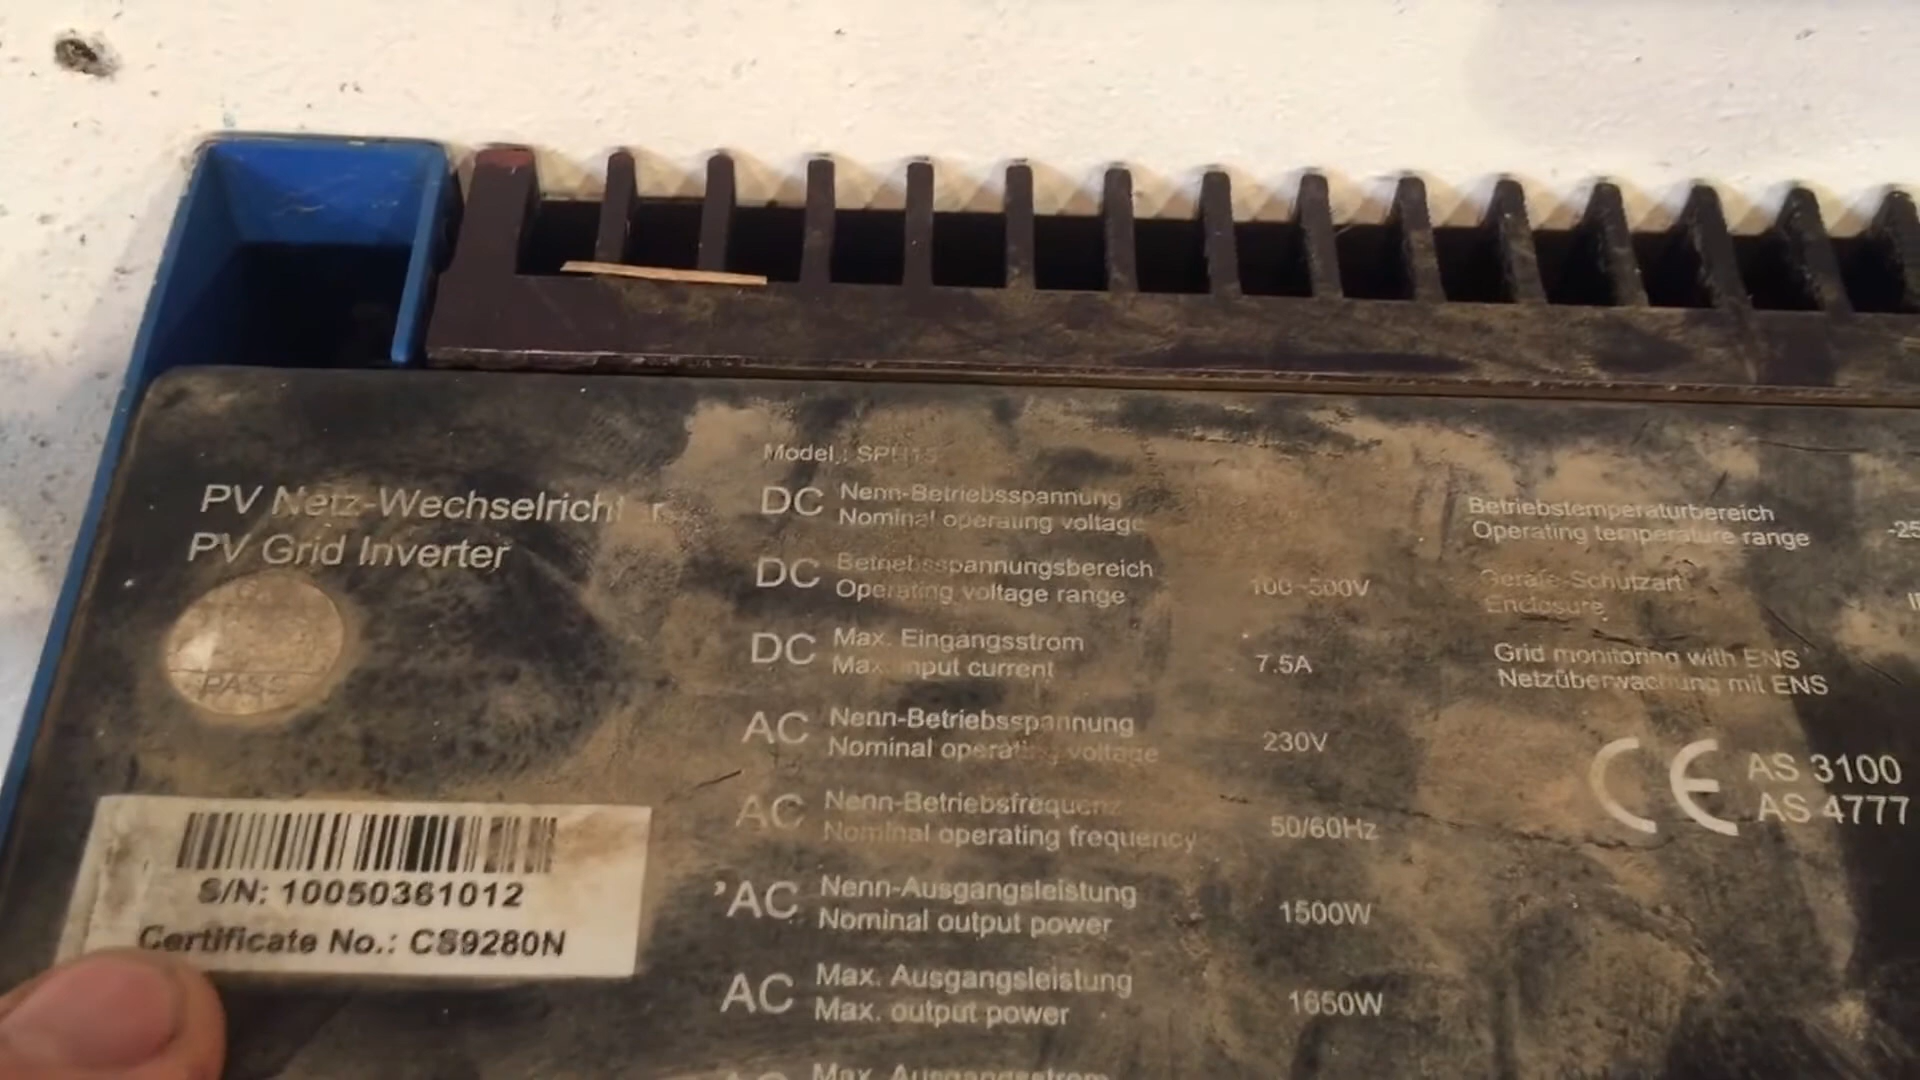 Model.:
PV Netz-Wechselrich r
PV Grid Inverter
PASS
S/N: 10050361012
Certificate No.: CS9280N
DC Nenn-Betriebsspannung
Nominal operating voltage
DC Betriebsspannungsbereich
Operating voltage range 100~500V
DC Max. Eingangsstrom
Max. input current 7.5A
AC Nenn-Betriebsspannung
Nominal operating voltage 230V
AC Nenn-Betriebsfrequenz
Nominal operating frequency 50/60Hz
AC Nenn-Ausgangsleistung
Nominal output power 1500W
AC Max. Ausgangsleistung
Max. output power 1650W
Max. Ausgangsstrom
Betriebstemperaturbereich
Operating temperature range -25
Geräte-Schutzart
Enclosure
Grid monitoring with ENS
Netzüberwachung mit ENS
CE AS 3100
AS 4777